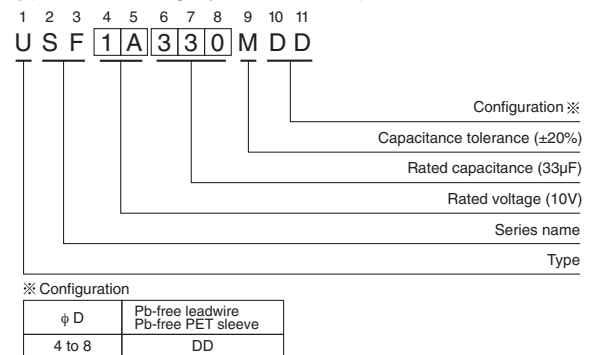 1 2 3 4 5 6 7 8 9 10 11
U S F 1 A 3 3 0 M D D
Configuration ※
Capacitance tolerance (±20%)
Rated capacitance (33µF)
Rated voltage (10V)
Series name
Type
※ Configuration
ϕ D Pb-free leadwire
Pb-free PET sleeve
4 to 8 DD